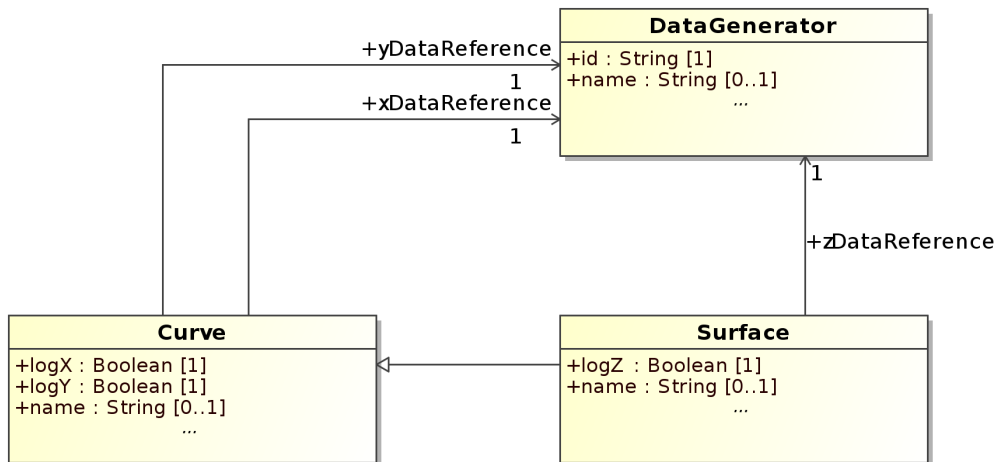 DataGenerator
+id : String [1]
+name : String [0..1]
...
+yDataReference
1
+xDataReference
1
1
+zDataReference
Curve
+logX : Boolean [1]
+logY : Boolean [1]
+name : String [0..1]
...
Surface
+logZ : Boolean [1]
+name : String [0..1]
...